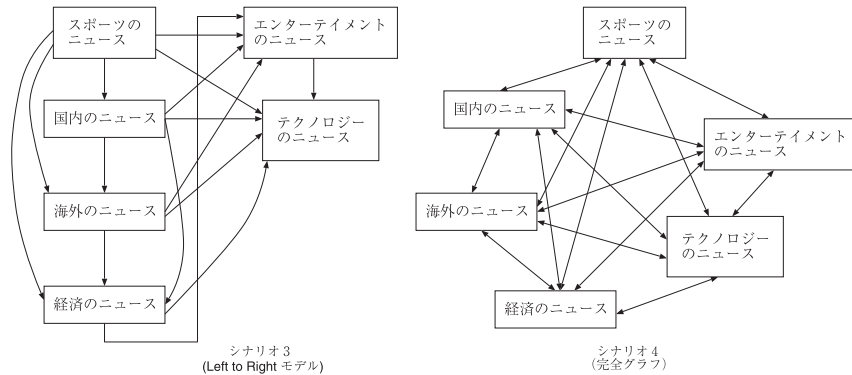 スポーツの
ニュース
エンターテイメント
のニュース
国内のニュース
テクノロジー
のニュース
海外のニュース
経済のニュース
シナリオ3
(Left to Right モデル)
スポーツの
ニュース
国内のニュース
エンターテイメント
のニュース
海外のニュース
テクノロジー
のニュース
経済のニュース
シナリオ4
(完全グラフ)